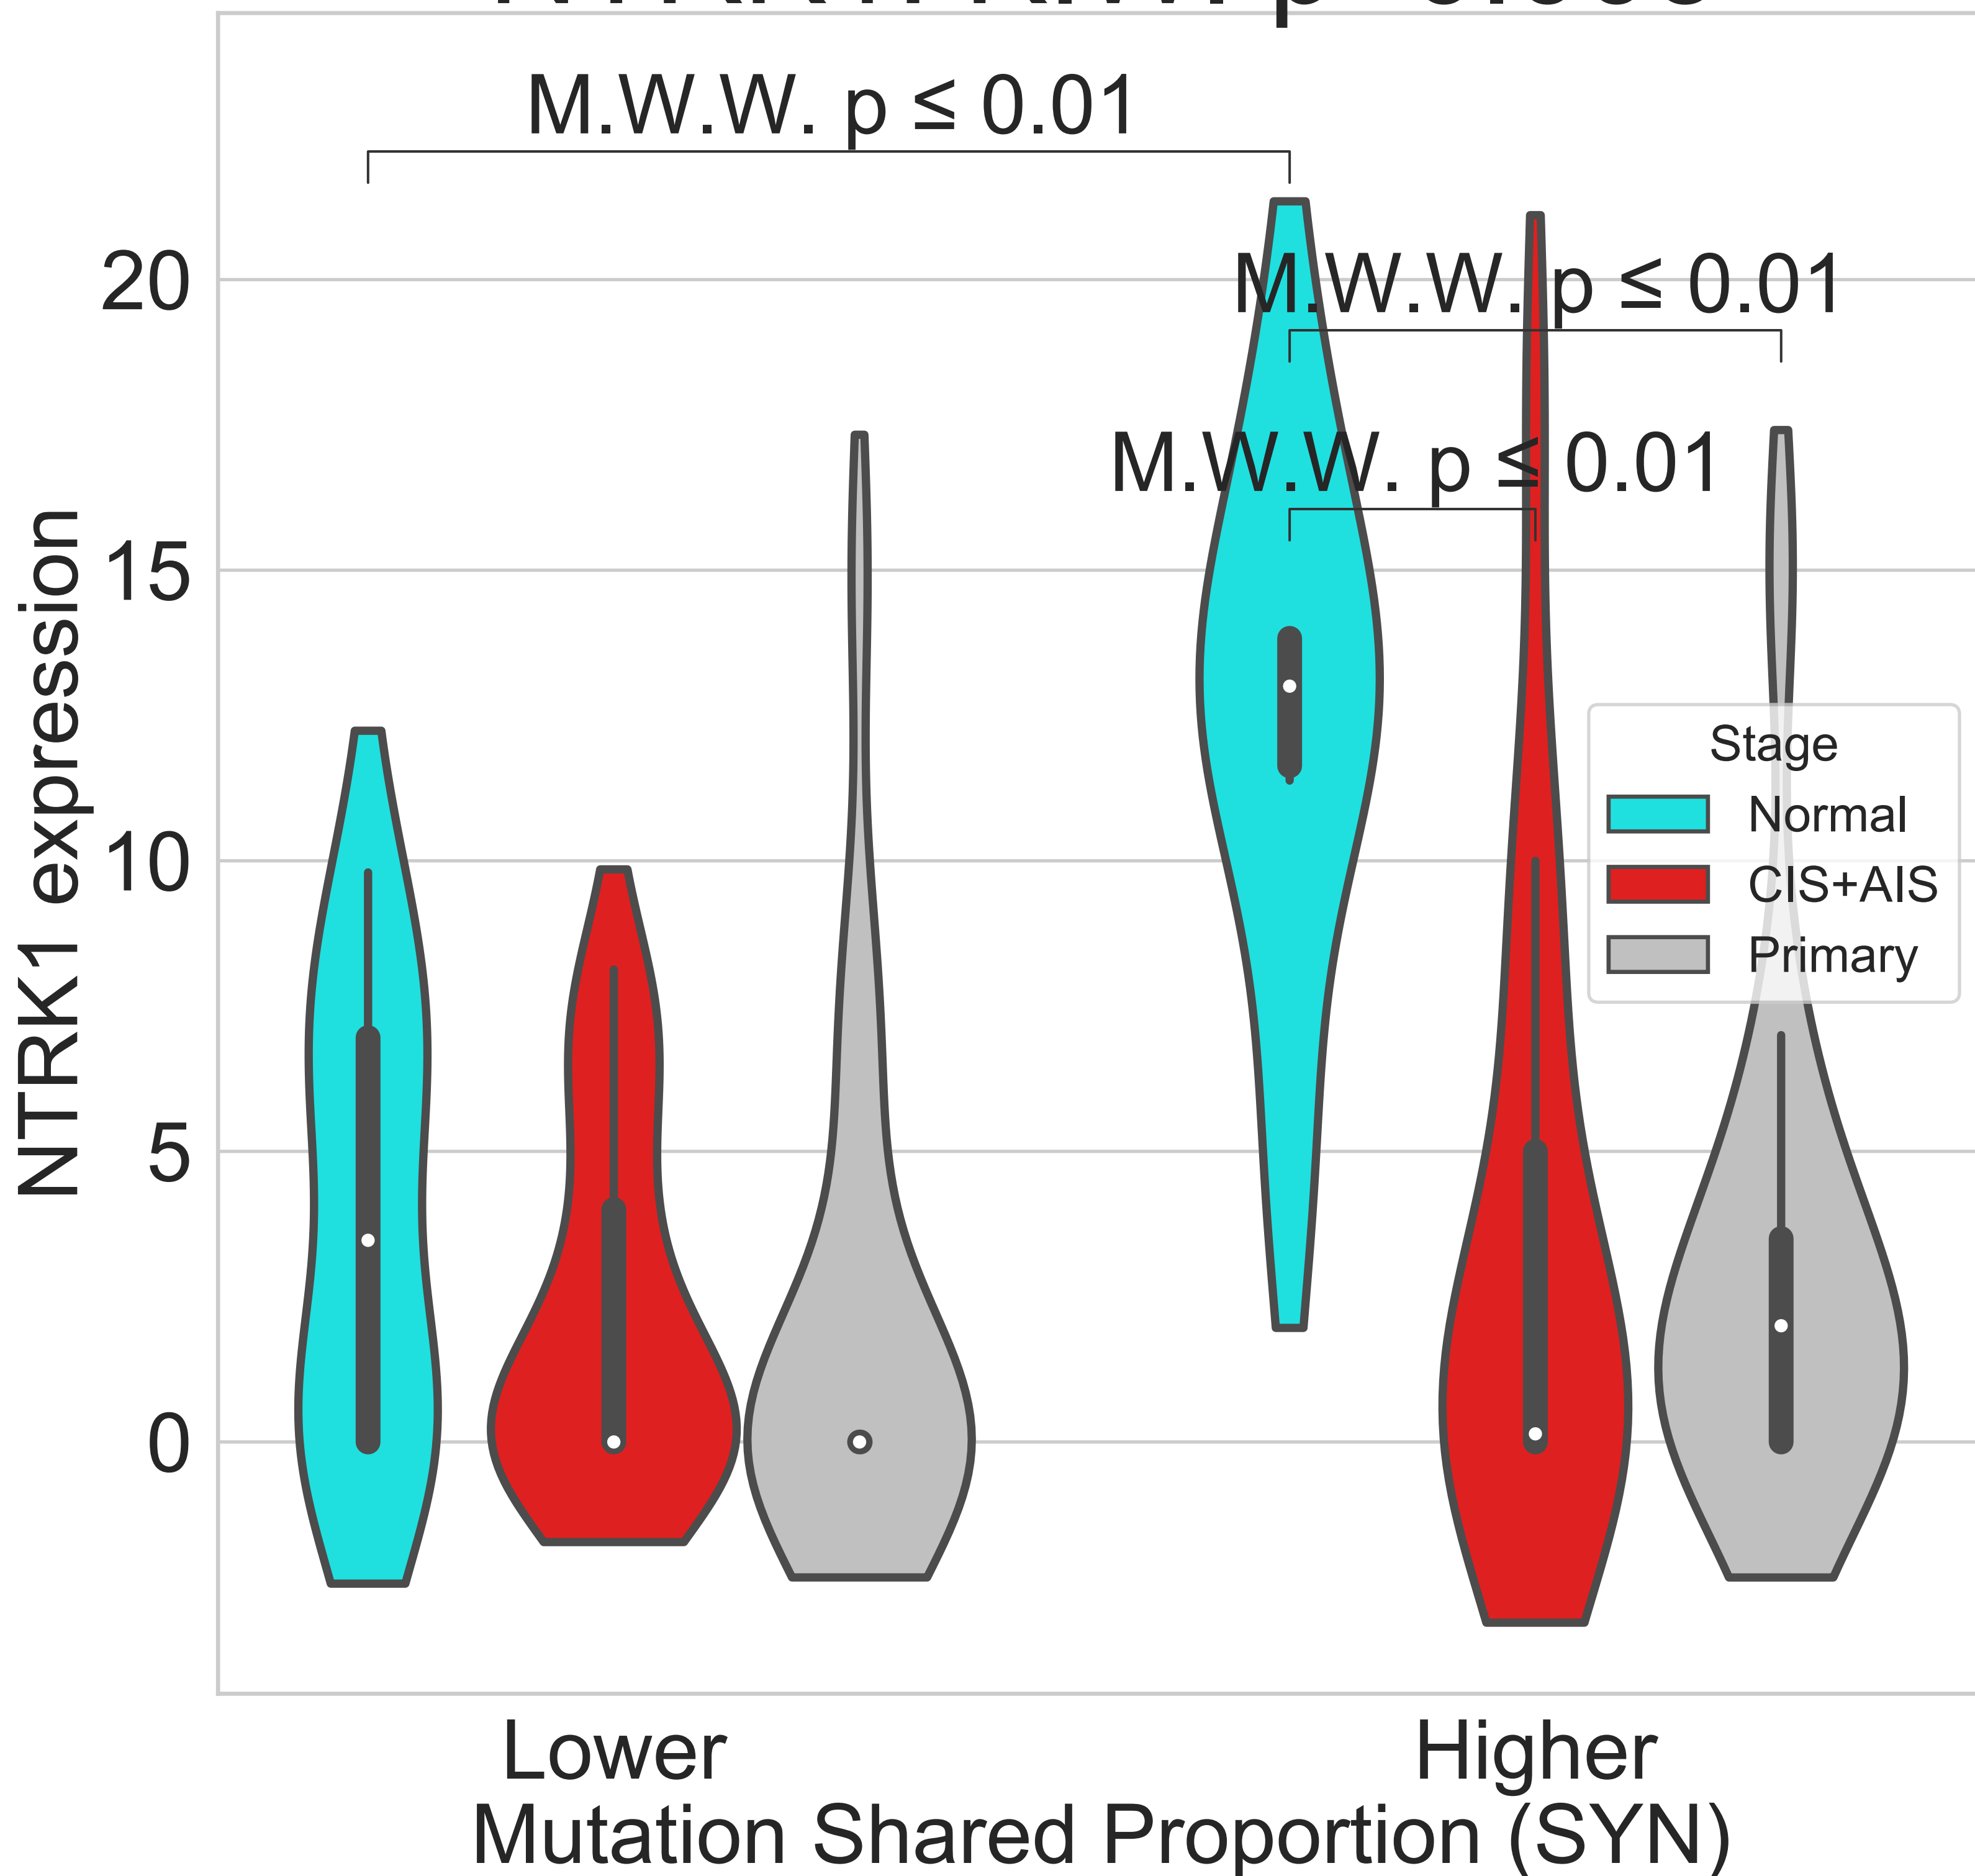 M.W.W. p ≤ 0.01
20
M.W.W. p ≤ 0.01
M.W.W. p ≤ 0.01
15
10
5
0
NTRK1 expression
Stage
Normal
CIS+AIS
Primary
Lower
Higher
Mutation Shared Proportion (SYN)